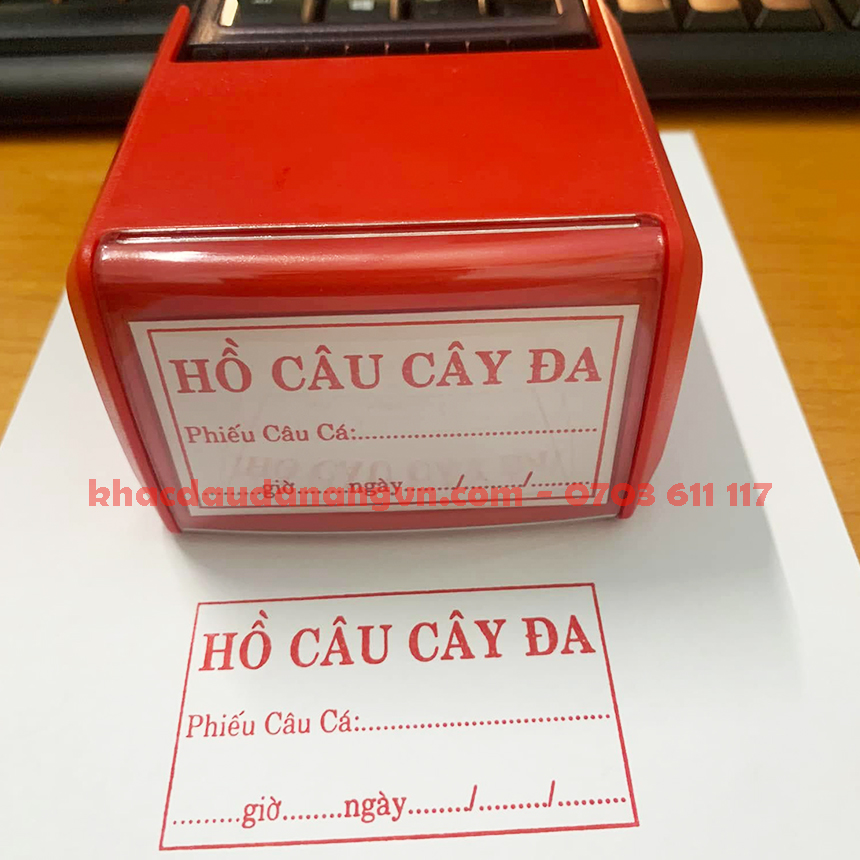 HỒ CÂU CÂY ĐA
Phiếu Câu Cá:........................................
.........giờ........ngày......../........./.........
khacdaudanangvn.com - 0703 611 117
HỒ CÂU CÂY ĐA
Phiếu Câu Cá:........................................
.........giờ........ngày......../........./.........